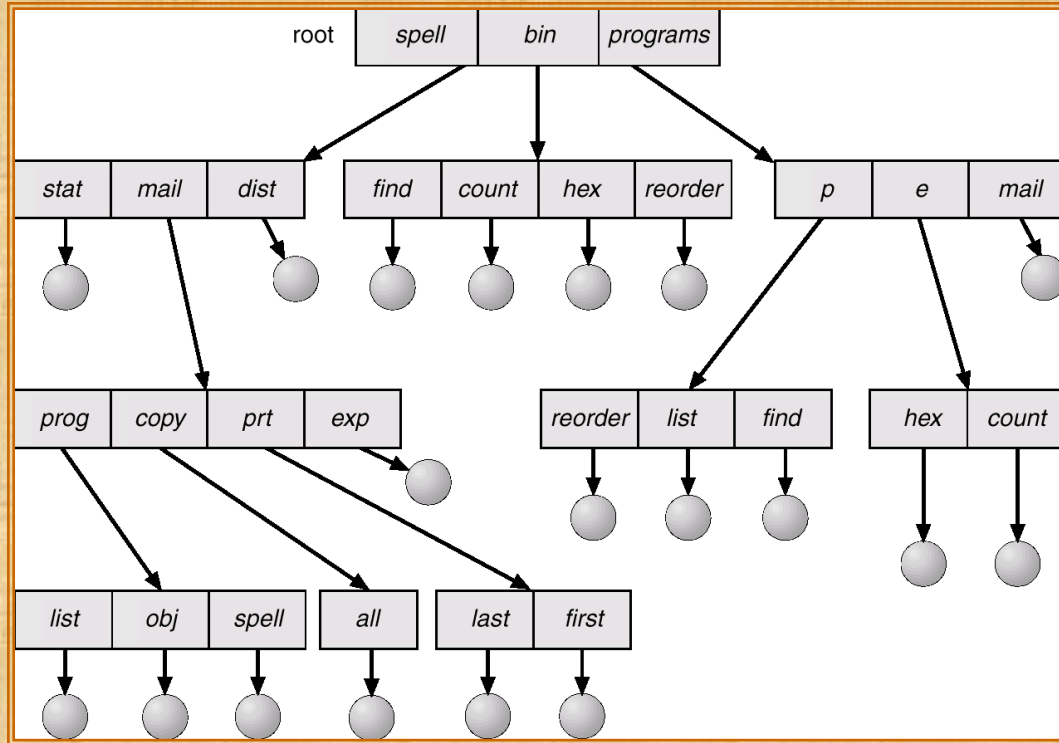 root spell bin programs
stat mail dist find count hex reorder p e mail
prog copy prt exp reorder list find hex count
list obj spell all last first